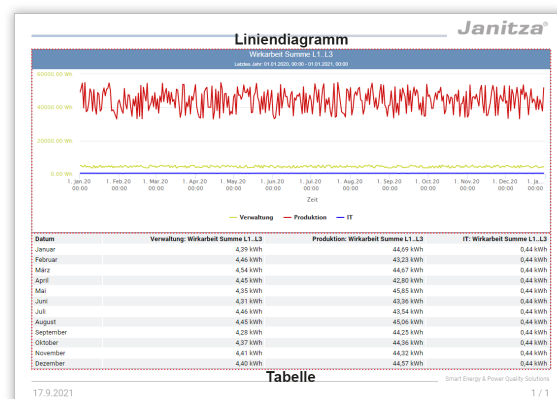 Liniendiagramm
Janitza®
Wirkarbeit Summe L1..L3
Letztes Jahr: 01.01.2020, 00:00 - 01.01.2021, 00:00
60000.00 Wh
40000.00 Wh
20000.00 Wh
0.00 Wh
1. Jan.20 1. Feb.20 1. Mar.20 1. Apr.20 1. May.20 1. Jun.20 1. Jul.20 1. Aug.20 1. Sep.20 1. Oct.20 1. Nov.20 1. Dec.20 1. Ja...
00:00 00:00 00:00 00:00 00:00 00:00 00:00 00:00 00:00 00:00 00:00 00:00 00:00
Zeit
Verwaltung Produktion IT
Datum Verwaltung: Wirkarbeit Summe L1..L3 Produktion: Wirkarbeit Summe L1..L3 IT: Wirkarbeit Summe L1..L3
Januar 4,39 kWh 44,69 kWh 0,44 kWh
Februar 4,46 kWh 43,23 kWh 0,44 kWh
März 4,54 kWh 44,67 kWh 0,44 kWh
April 4,45 kWh 42,80 kWh 0,44 kWh
Mai 4,35 kWh 45,85 kWh 0,44 kWh
Juni 4,31 kWh 43,36 kWh 0,44 kWh
Juli 4,46 kWh 43,54 kWh 0,44 kWh
August 4,45 kWh 45,06 kWh 0,44 kWh
September 4,28 kWh 44,25 kWh 0,44 kWh
Oktober 4,37 kWh 44,36 kWh 0,44 kWh
November 4,41 kWh 44,32 kWh 0,44 kWh
Dezember 4,40 kWh 44,57 kWh 0,44 kWh
Tabelle
Smart Energy & Power Quality Solutions
17.9.2021
1 / 1